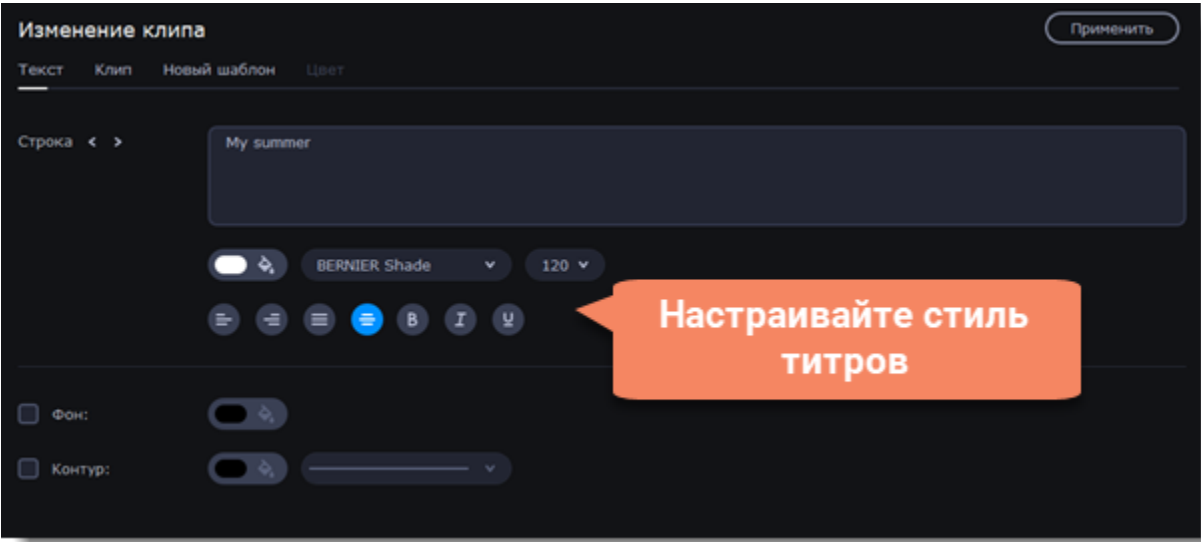 Изменение клипа
Применить
Текст Клип Новый шаблон Цвет
Строка < >
My summer
BERNIER Shade 120
B I U
Настраивайте стиль
титров
Фон:
Контур: